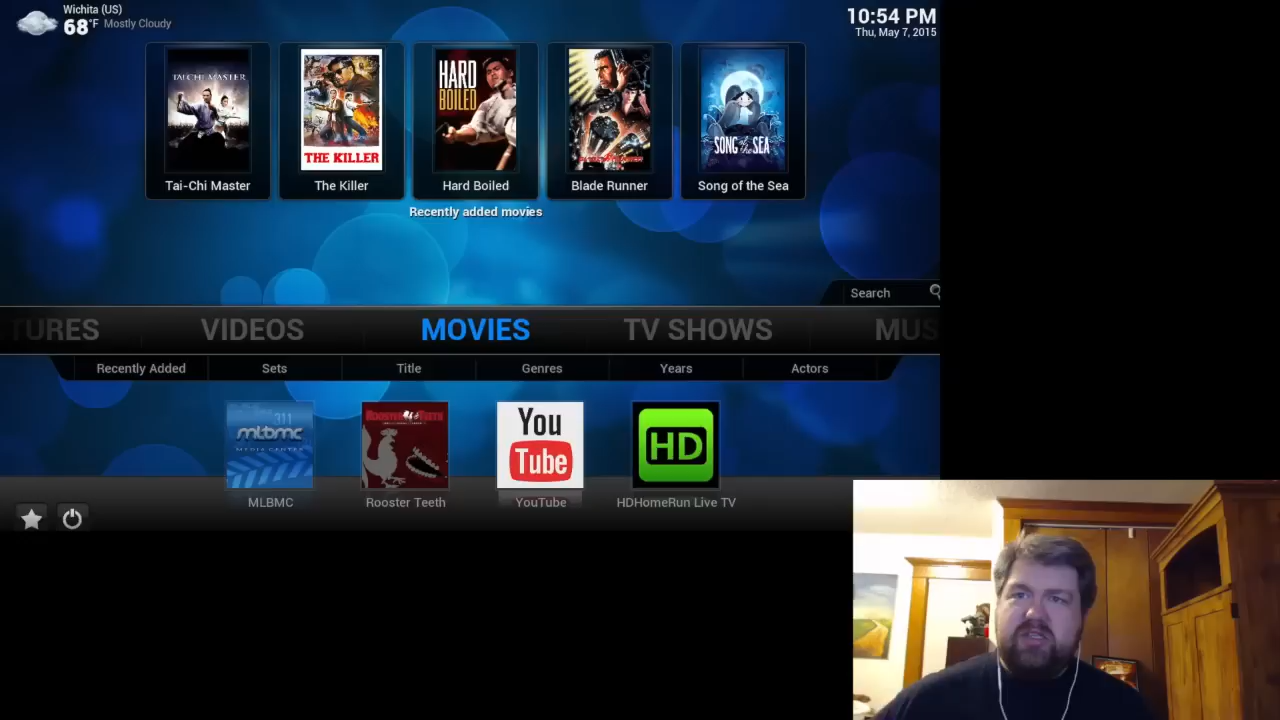 Wichita (US)
68°F Mostly Cloudy
10:54 PM
Thu, May 7, 2015
TAI CHI MASTER
THE KILLER
HARD
BOILED
SONG of the SEA
Tai-Chi Master
The Killer
Hard Boiled
Blade Runner
Song of the Sea
Recently added movies
Search
TURES
VIDEOS
MOVIES
TV SHOWS
MUS
Recently Added
Sets
Title
Genres
Years
Actors
311
mlbmc
MEDIA CENTER
ROOSTER TEETH
You
Tube
HD
MLBMC
Rooster Teeth
YouTube
HDHomeRun Live TV